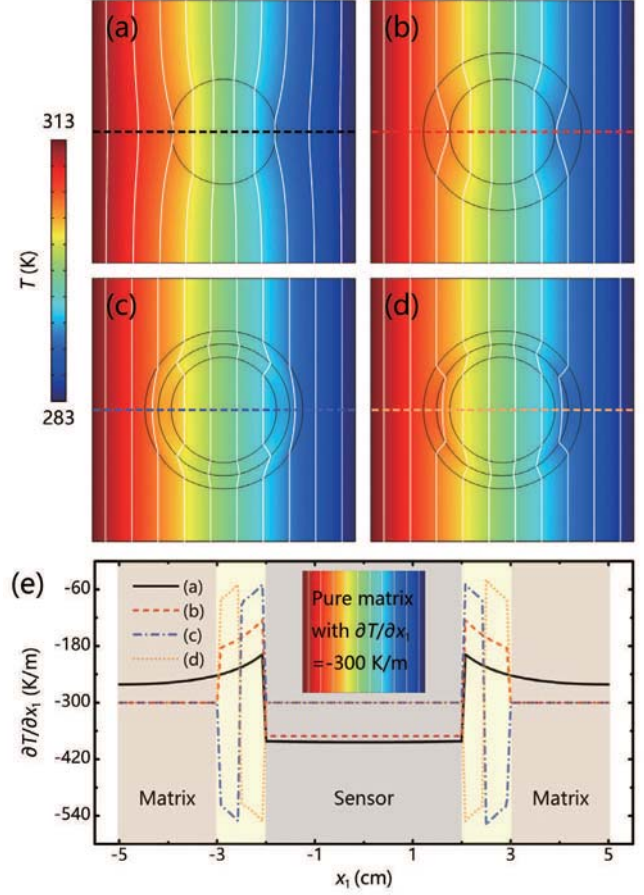 (a)
(b)
313
T (K)
283
(c)
(d)
(e)
-60
-180
-300
-420
-540
∂T/∂x₁ (K/m)
(a)
(b)
(c)
(d)
Pure matrix
with ∂T/∂x₁
=-300 K/m
Matrix
Sensor
Matrix
-5
-3
-1
1
3
5
x₁ (cm)